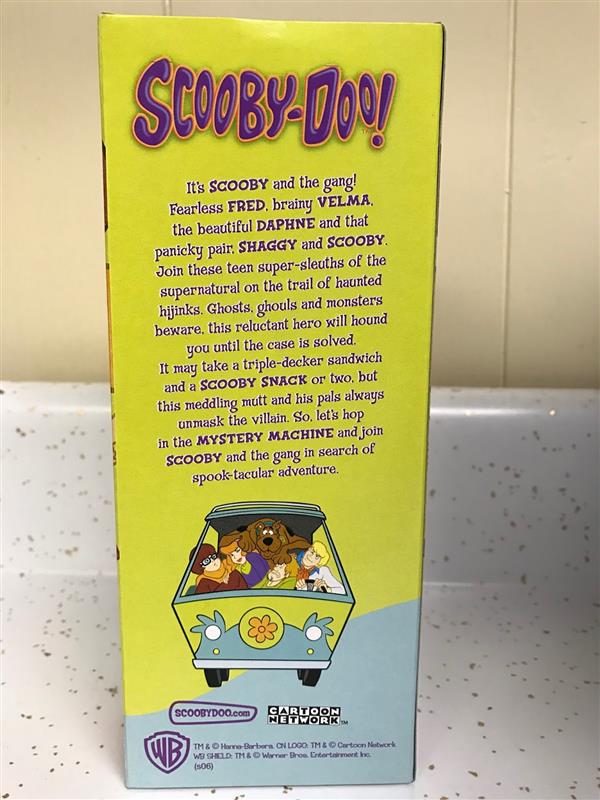 SCOOBY-DOO!
TM
It's SCOOBY and the gang!
Fearless FRED, brainy VELMA,
the beautiful DAPHNE and that
panicky pair, SHAGGY and SCOOBY.
Join these teen super-sleuths of the
supernatural on the trail of haunted
hijinks. Ghosts, ghouls and monsters
beware, this reluctant hero will hound
you until the case is solved.
It may take a triple-decker sandwich
and a SCOOBY SNACK or two, but
this meddling mutt and his pals always
unmask the villain. So, let's hop
in the MYSTERY MACHINE and join
SCOOBY and the gang in search of
spook-tacular adventure.
SCOOBYDOO.com
CARTOON
NETWORK TM
WB
TM & © Hanna-Barbera. CN LOGO: TM & © Cartoon Network
WB SHIELD: TM & © Warner Bros. Entertainment Inc.
(s06)